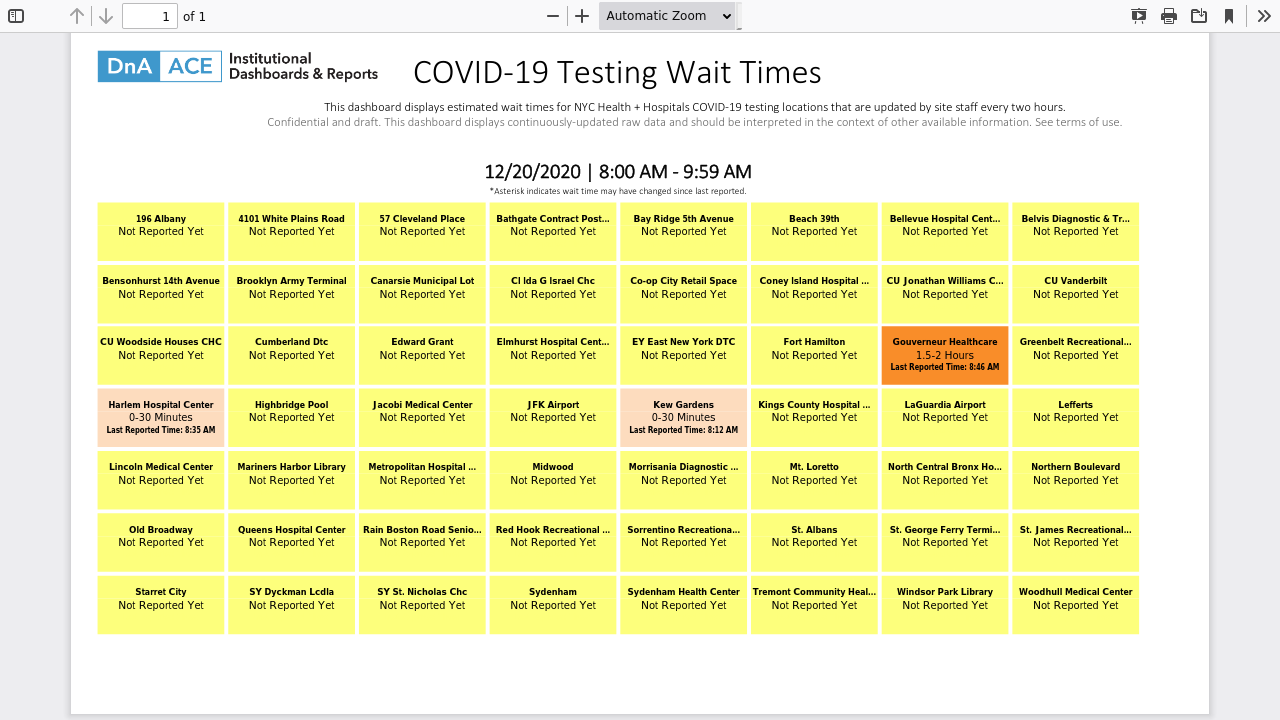 1 of 1 Automatic Zoom
DnA ACE Institutional
Dashboards & Reports
COVID-19 Testing Wait Times
This dashboard displays estimated wait times for NYC Health + Hospitals COVID-19 testing locations that are updated by site staff every two hours.
Confidential and draft. This dashboard displays continuously-updated raw data and should be interpreted in the context of other available information. See terms of use.
12/20/2020 | 8:00 AM - 9:59 AM
*Asterisk indicates wait time may have changed since last reported.
196 Albany
Not Reported Yet
4101 White Plains Road
Not Reported Yet
57 Cleveland Place
Not Reported Yet
Bathgate Contract Post...
Not Reported Yet
Bay Ridge 5th Avenue
Not Reported Yet
Beach 39th
Not Reported Yet
Bellevue Hospital Cent...
Not Reported Yet
Belvis Diagnostic & Tr...
Not Reported Yet
Bensonhurst 14th Avenue
Not Reported Yet
Brooklyn Army Terminal
Not Reported Yet
Canarsie Municipal Lot
Not Reported Yet
CI Ida G Israel Chc
Not Reported Yet
Co-op City Retail Space
Not Reported Yet
Coney Island Hospital ...
Not Reported Yet
CU Jonathan Williams C...
Not Reported Yet
CU Vanderbilt
Not Reported Yet
CU Woodside Houses CHC
Not Reported Yet
Cumberland Dtc
Not Reported Yet
Edward Grant
Not Reported Yet
Elmhurst Hospital Cent...
Not Reported Yet
EY East New York DTC
Not Reported Yet
Fort Hamilton
Not Reported Yet
Gouverneur Healthcare
1.5-2 Hours
Last Reported Time: 8:46 AM
Greenbelt Recreational...
Not Reported Yet
Harlem Hospital Center
0-30 Minutes
Last Reported Time: 8:35 AM
Highbridge Pool
Not Reported Yet
Jacobi Medical Center
Not Reported Yet
JFK Airport
Not Reported Yet
Kew Gardens
0-30 Minutes
Last Reported Time: 8:12 AM
Kings County Hospital ...
Not Reported Yet
LaGuardia Airport
Not Reported Yet
Lefferts
Not Reported Yet
Lincoln Medical Center
Not Reported Yet
Mariners Harbor Library
Not Reported Yet
Metropolitan Hospital ...
Not Reported Yet
Midwood
Not Reported Yet
Morrisania Diagnostic ...
Not Reported Yet
Mt. Loretto
Not Reported Yet
North Central Bronx Ho...
Not Reported Yet
Northern Boulevard
Not Reported Yet
Old Broadway
Not Reported Yet
Queens Hospital Center
Not Reported Yet
Rain Boston Road Senio...
Not Reported Yet
Red Hook Recreational ...
Not Reported Yet
Sorrentino Recreationa...
Not Reported Yet
St. Albans
Not Reported Yet
St. George Ferry Termi...
Not Reported Yet
St. James Recreational...
Not Reported Yet
Starret City
Not Reported Yet
SY Dyckman Lcdla
Not Reported Yet
SY St. Nicholas Chc
Not Reported Yet
Sydenham
Not Reported Yet
Sydenham Health Center
Not Reported Yet
Tremont Community Heal...
Not Reported Yet
Windsor Park Library
Not Reported Yet
Woodhull Medical Center
Not Reported Yet